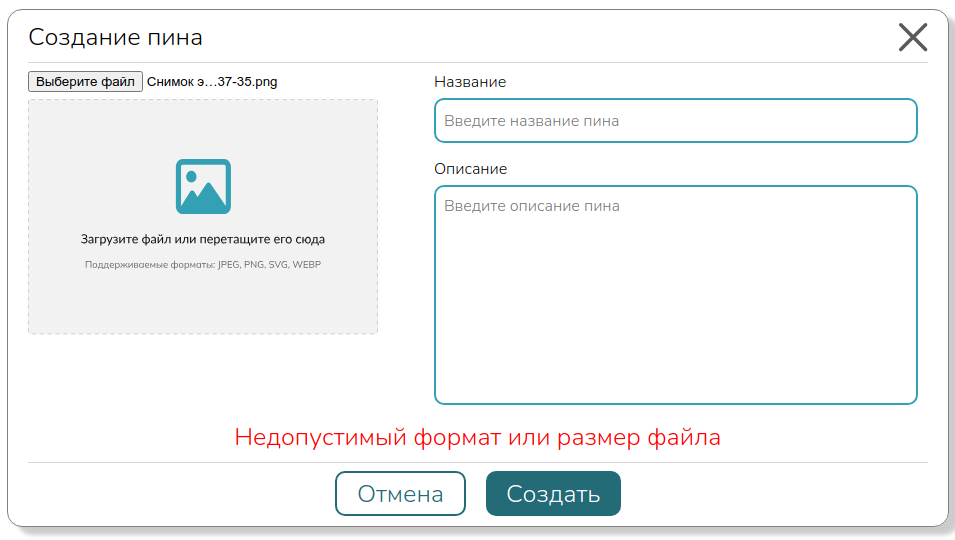 Создание пина
Выберите файл Снимок э...37-35.png
Загрузите файл или перетащите его сюда
Поддерживаемые форматы: JPEG, PNG, SVG, WEBP
Название
Введите название пина
Описание
Введите описание пина
Недопустимый формат или размер файла
Отмена
Создать